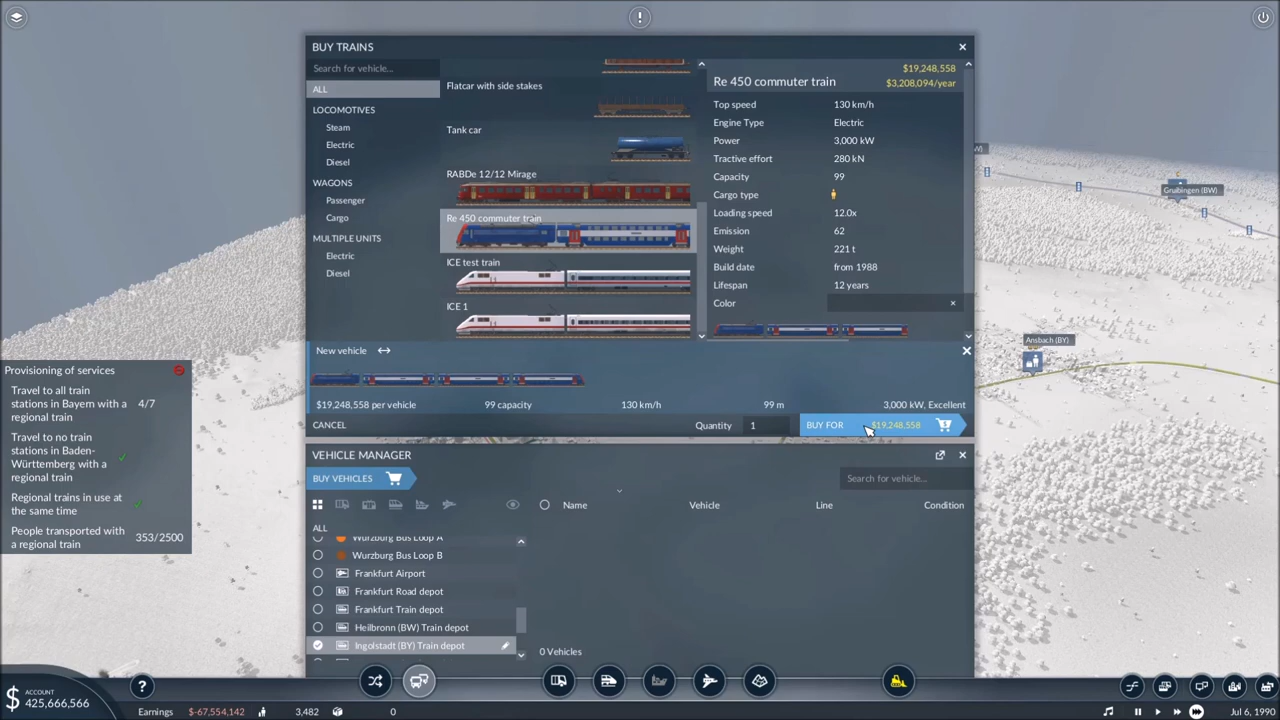 BUY TRAINS
Search for vehicle...
ALL
LOCOMOTIVES
Steam
Electric
Diesel
WAGONS
Passenger
Cargo
MULTIPLE UNITS
Electric
Diesel
Flatcar with side stakes
Tank car
RABDe 12/12 Mirage
Re 450 commuter train
ICE test train
ICE 1
$19,248,558
Re 450 commuter train
$3,208,094/year
Top speed 130 km/h
Engine Type Electric
Power 3,000 kW
Tractive effort 280 kN
Capacity 99
Cargo type
Loading speed 12.0x
Emission 62
Weight 221 t
Build date from 1988
Lifespan 12 years
Color
New vehicle
$19,248,558 per vehicle 99 capacity 130 km/h 99 m 3,000 kW, Excellent
CANCEL Quantity 1 BUY FOR $19,248,558
VEHICLE MANAGER
BUY VEHICLES Search for vehicle...
Name Vehicle Line Condition
ALL
Wurzburg Bus Loop A
Wurzburg Bus Loop B
Frankfurt Airport
Frankfurt Road depot
Frankfurt Train depot
Heilbronn (BW) Train depot
Ingolstadt (BY) Train depot
0 Vehicles
Provisioning of services
Travel to all train
stations in Bayern with a 4/7
regional train
Travel to no train
stations in Baden-
Württemberg with a
regional train
Regional trains in use at
the same time
People transported with
a regional train 353/2500
Gruibingen (BW)
Ansbach (BY)
$ ACCOUNT
425,666,566
?
Earnings $-67,554,142 3,482 0
Jul 6, 1990